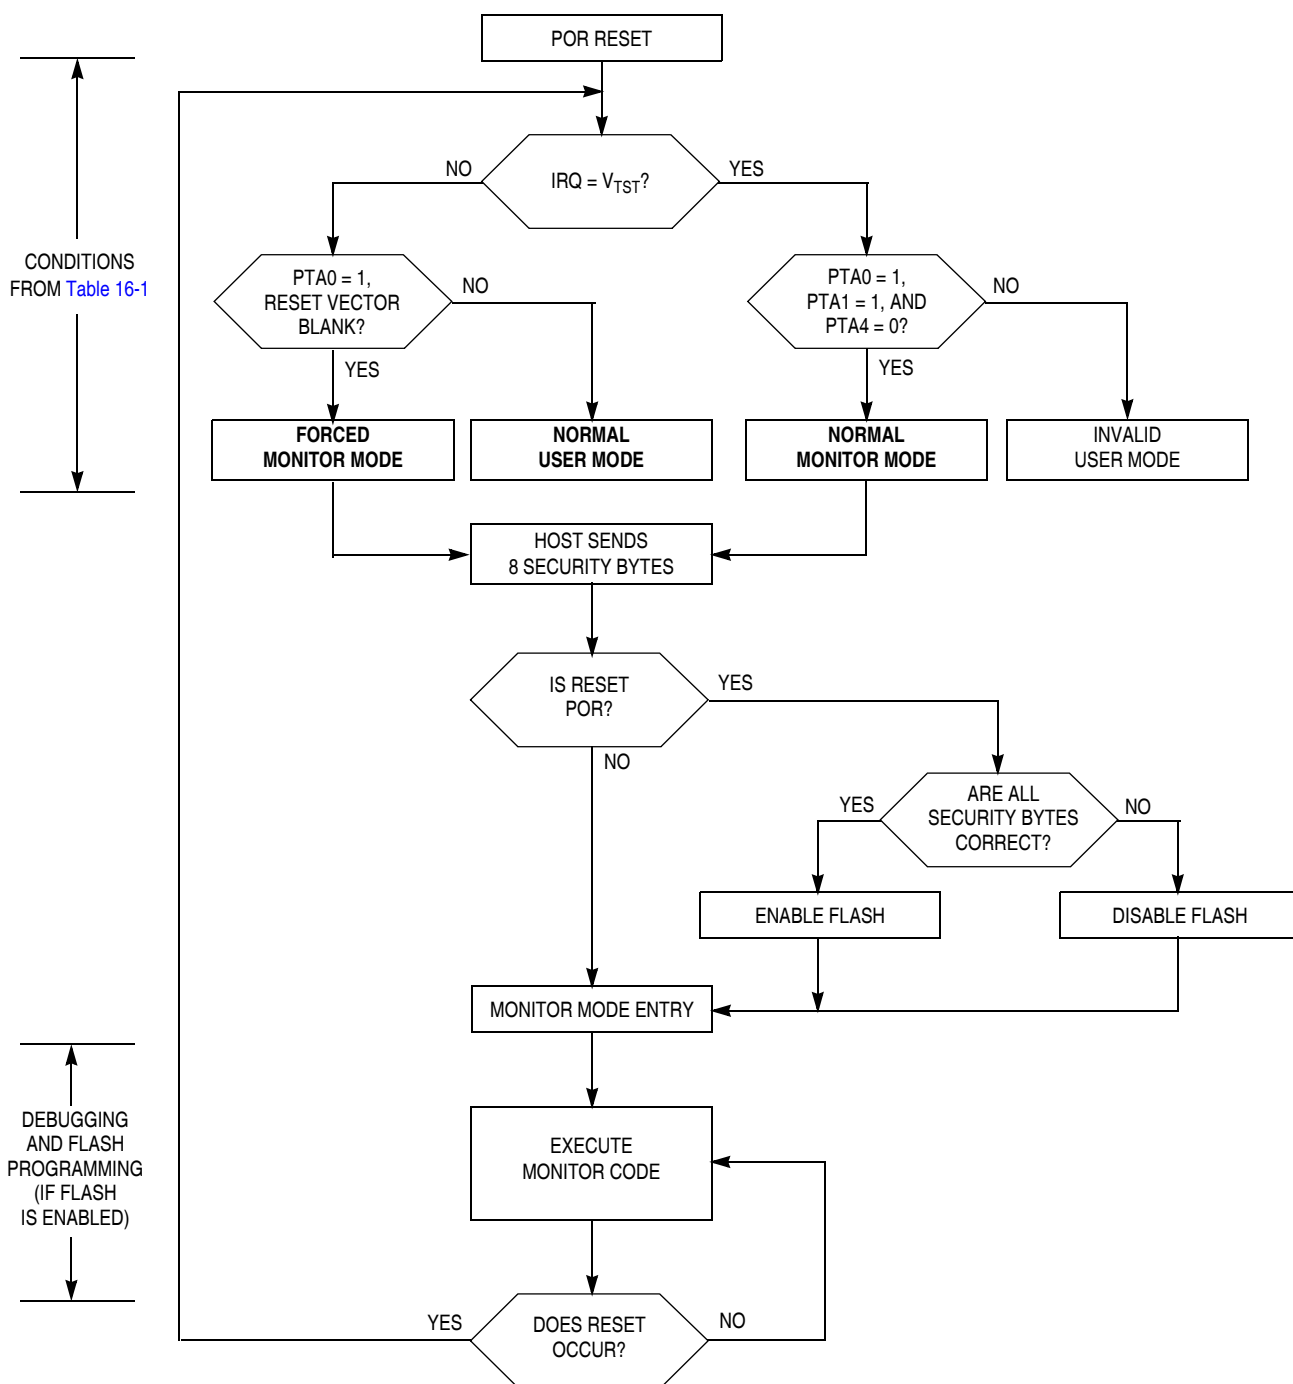 POR RESET
NO
IRQ = VTST?
YES
CONDITIONS
FROM Table 16-1
PTA0 = 1,
RESET VECTOR
BLANK?
NO
YES
PTA0 = 1,
PTA1 = 1, AND
PTA4 = 0?
NO
YES
FORCED
MONITOR MODE
NORMAL
USER MODE
NORMAL
MONITOR MODE
INVALID
USER MODE
HOST SENDS
8 SECURITY BYTES
IS RESET
POR?
YES
NO
YES
ARE ALL
SECURITY BYTES
CORRECT?
NO
ENABLE FLASH
DISABLE FLASH
MONITOR MODE ENTRY
DEBUGGING
AND FLASH
PROGRAMMING
(IF FLASH
IS ENABLED)
EXECUTE
MONITOR CODE
YES
DOES RESET
OCCUR?
NO